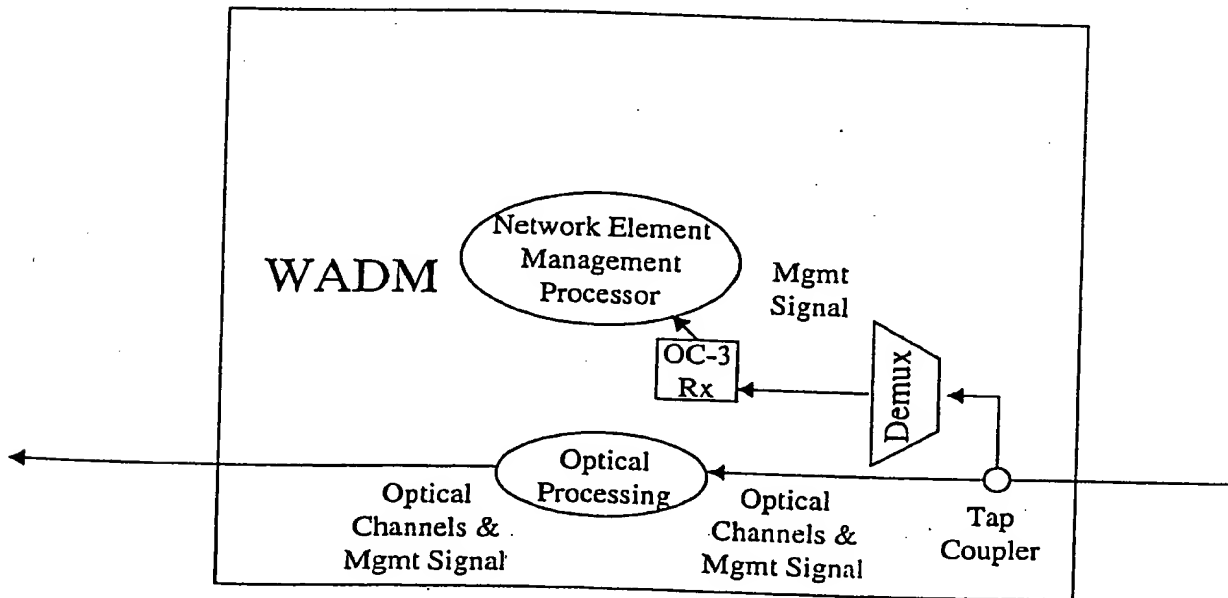 Network Element
Management
Processor
WADM
Mgmt
Signal
OC-3
Rx
Demux
Optical
Processing
Optical
Channels &
Mgmt Signal
Optical
Channels &
Mgmt Signal
Tap
Coupler